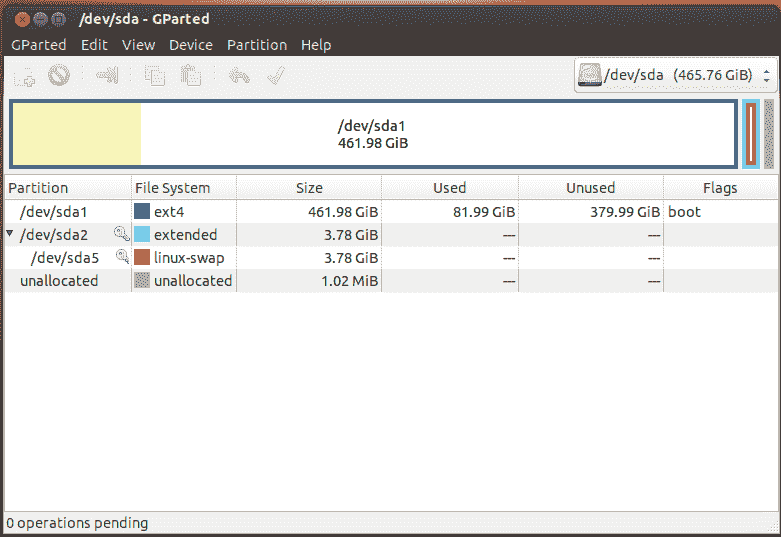 /dev/sda - GParted
GParted Edit View Device Partition Help
/dev/sda (465.76 GiB)
/dev/sda1
461.98 GiB
Partition File System Size Used Unused Flags
/dev/sda1 ext4 461.98 GiB 81.99 GiB 379.99 GiB boot
/dev/sda2 extended 3.78 GiB --- ---
/dev/sda5 linux-swap 3.78 GiB --- ---
unallocated unallocated 1.02 MiB --- ---
0 operations pending